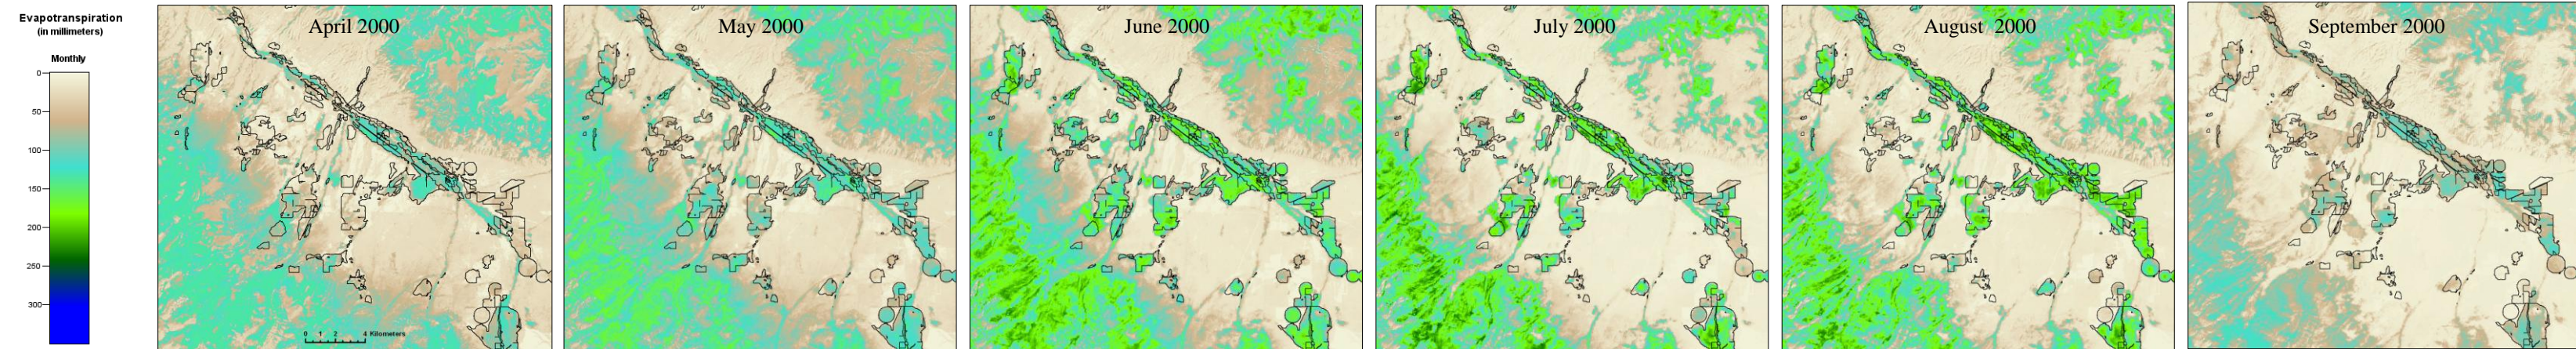 Evapotranspiration
(in millimeters)
Monthly
0
50
100
150
200
250
300
April 2000
0 1 2 4 Kilometers
May 2000
June 2000
July 2000
August 2000
September 2000